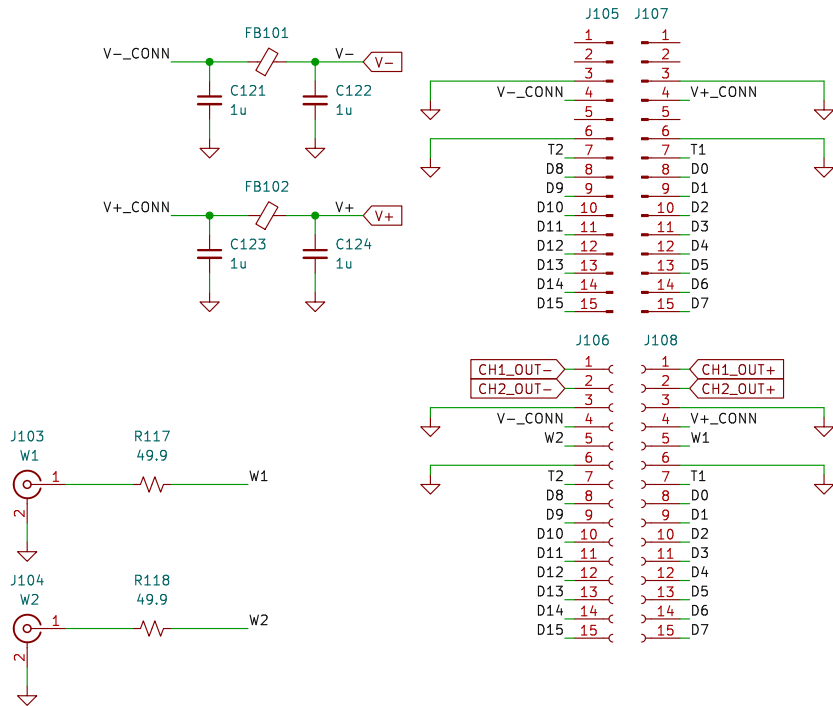 J105 J107
FB101
V-_CONN V- V-
C121 C122
1u 1u
FB102
V+_CONN V+ V+
C123 C124
1u 1u
1 1
2 2
3 3
V-_CONN 4 4 V+_CONN
5 5
6 6
T2 7 7 T1
D8 8 8 D0
D9 9 9 D1
D10 10 10 D2
D11 11 11 D3
D12 12 12 D4
D13 13 13 D5
D14 14 14 D6
D15 15 15 D7
J106 J108
CH1_OUT- 1 1 CH1_OUT+
CH2_OUT- 2 2 CH2_OUT+
3 3
V-_CONN 4 4 V+_CONN
W2 5 5 W1
6 6
T2 7 7 T1
D8 8 8 D0
D9 9 9 D1
D10 10 10 D2
D11 11 11 D3
D12 12 12 D4
D13 13 13 D5
D14 14 14 D6
D15 15 15 D7
J103 R117
W1 49.9
1 W1
2
J104 R118
W2 49.9
1 W2
2